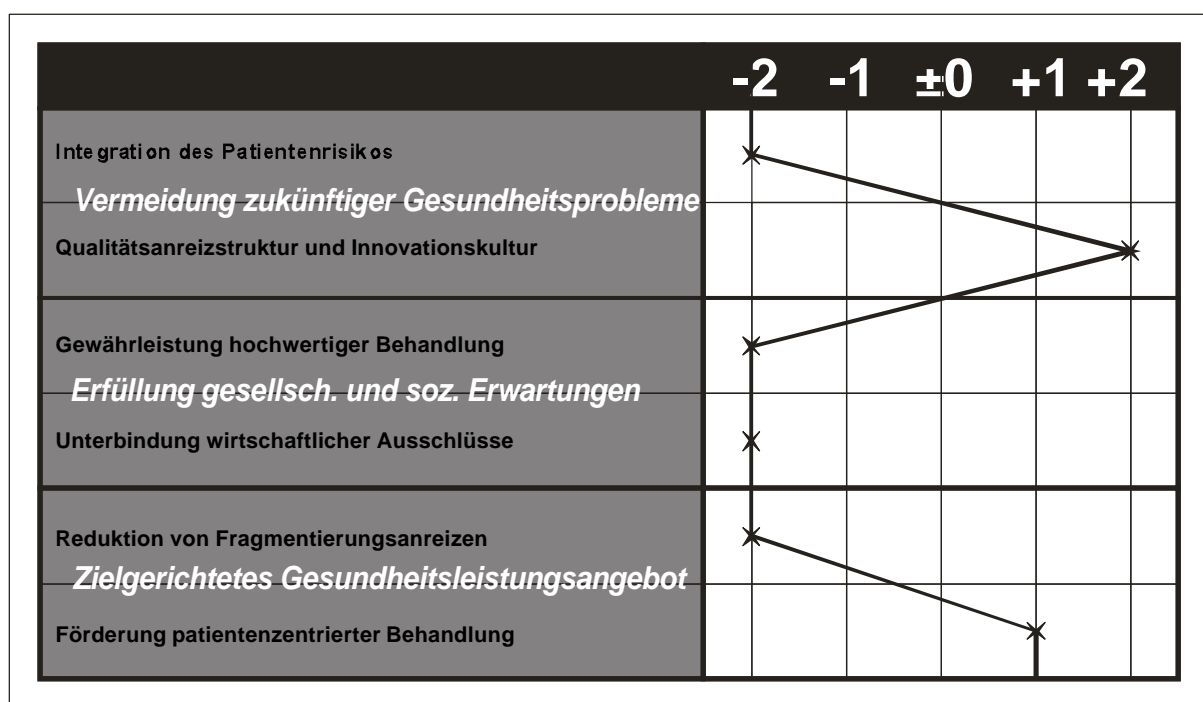 -2 -1 ±0 +1 +2
Integration des Patientenrisikos
Vermeidung zukünftiger Gesundheitsprobleme
Qualitätsanreizstruktur und Innovationskultur
Gewährleistung hochwertiger Behandlung
Erfüllung gesellsch. und soz. Erwartungen
Unterbindung wirtschaftlicher Ausschlüsse
Reduktion von Fragmentierungsanreizen
Zielgerichtetes Gesundheitsleistungsangebot
Förderung patientenzentrierter Behandlung